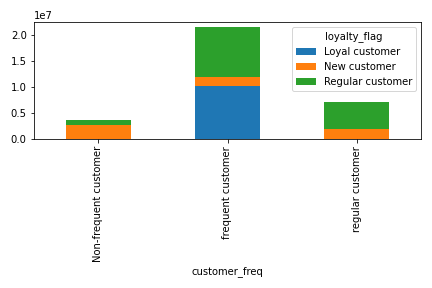 1e7
2.0
1.5
1.0
0.5
0.0
loyalty_flag
Loyal customer
New customer
Regular customer
Non-frequent customer
frequent customer
regular customer
customer_freq